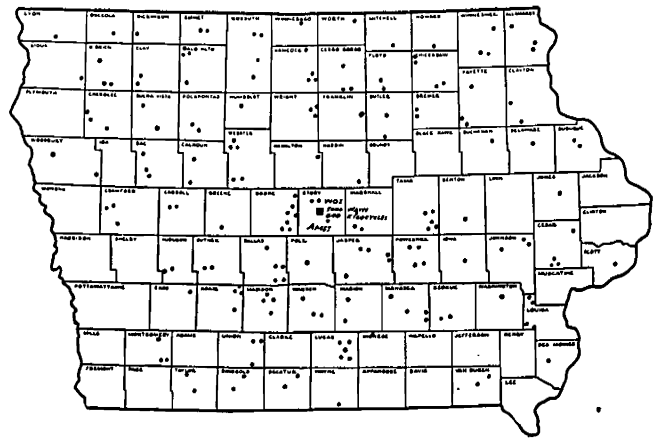 LYON OSCEOLA DICKINSON EMMET KOSSUTH WINNEBAGO WORTH MITCHELL HOWARD WINNESHIEK ALLAMAKEE
SIOUX O'BRIEN CLAY PALO ALTO HANCOCK CERRO GORDO FLOYD CHICKASAW
PLYMOUTH CHEROKEE BUENA VISTA POCAHONTAS HUMBOLDT WRIGHT FRANKLIN BUTLER BREMER FAYETTE CLAYTON
WOODBURY IDA SAC CALHOUN WEBSTER HAMILTON HARDIN GRUNDY BLACK HAWK BUCHANAN DELAWARE DUBUQUE
MONONA CRAWFORD CARROLL GREENE BOONE STORY MARSHALL TAMA BENTON LINN JONES JACKSON
WOI
5000
640
AMES
CLINTON
CEDAR
HARRISON SHELBY AUDUBON GUTHRIE DALLAS POLK JASPER POWESHIEK IOWA JOHNSON SCOTT
MUSCATINE
POTTAWATTAMIE CASS ADAIR MADISON WARREN MARION MAHASKA KEOKUK WASHINGTON LOUISA
MILLS MONTGOMERY ADAMS UNION CLARKE LUCAS MONROE WAPELLO JEFFERSON HENRY DES MOINES
FREMONT PAGE TAYLOR RINGGOLD DECATUR WAYNE APPANOOSE DAVIS VAN BUREN LEE